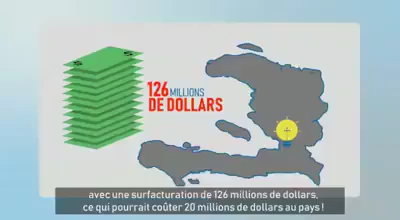 126 MILLIONS
DE DOLLARS
avec une surfacturation de 126 millions de dollars,
ce qui pourrait coûter 20 millions de dollars au pays !